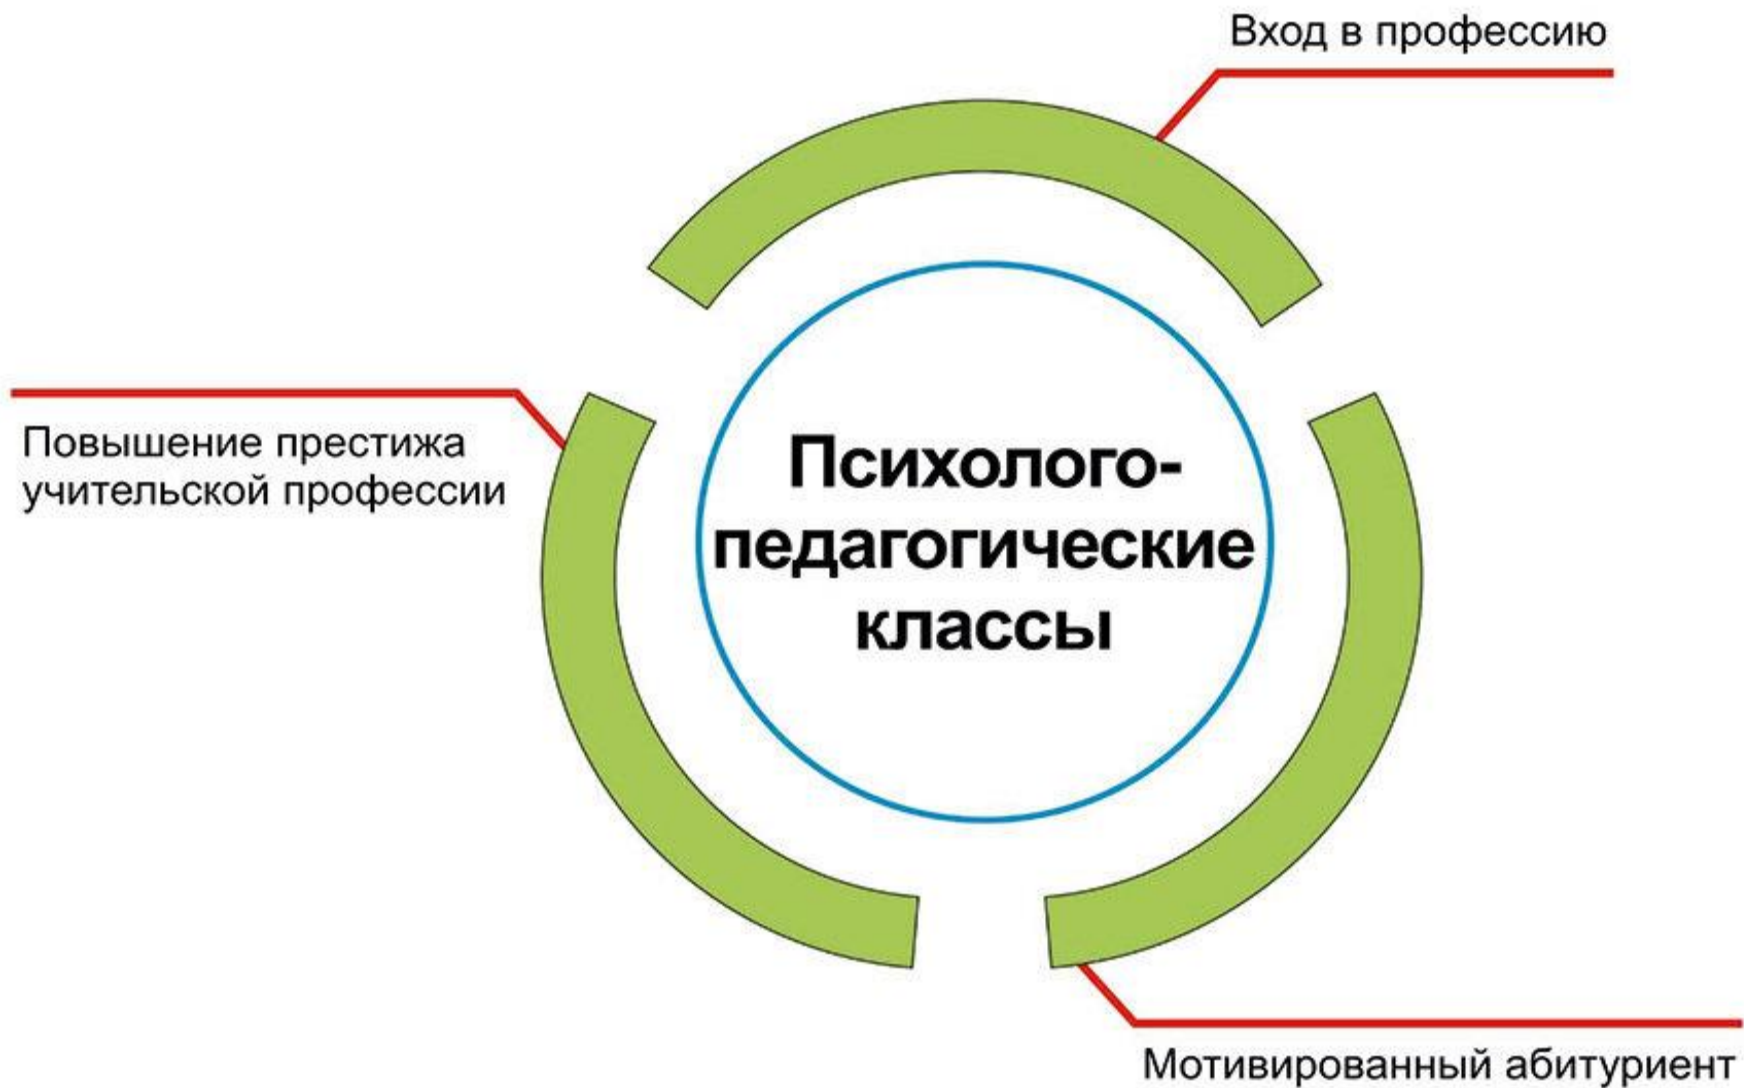 Вход в профессию
Повышение престижа
учительской профессии
Психолого-
педагогические
классы
Мотивированный абитуриент